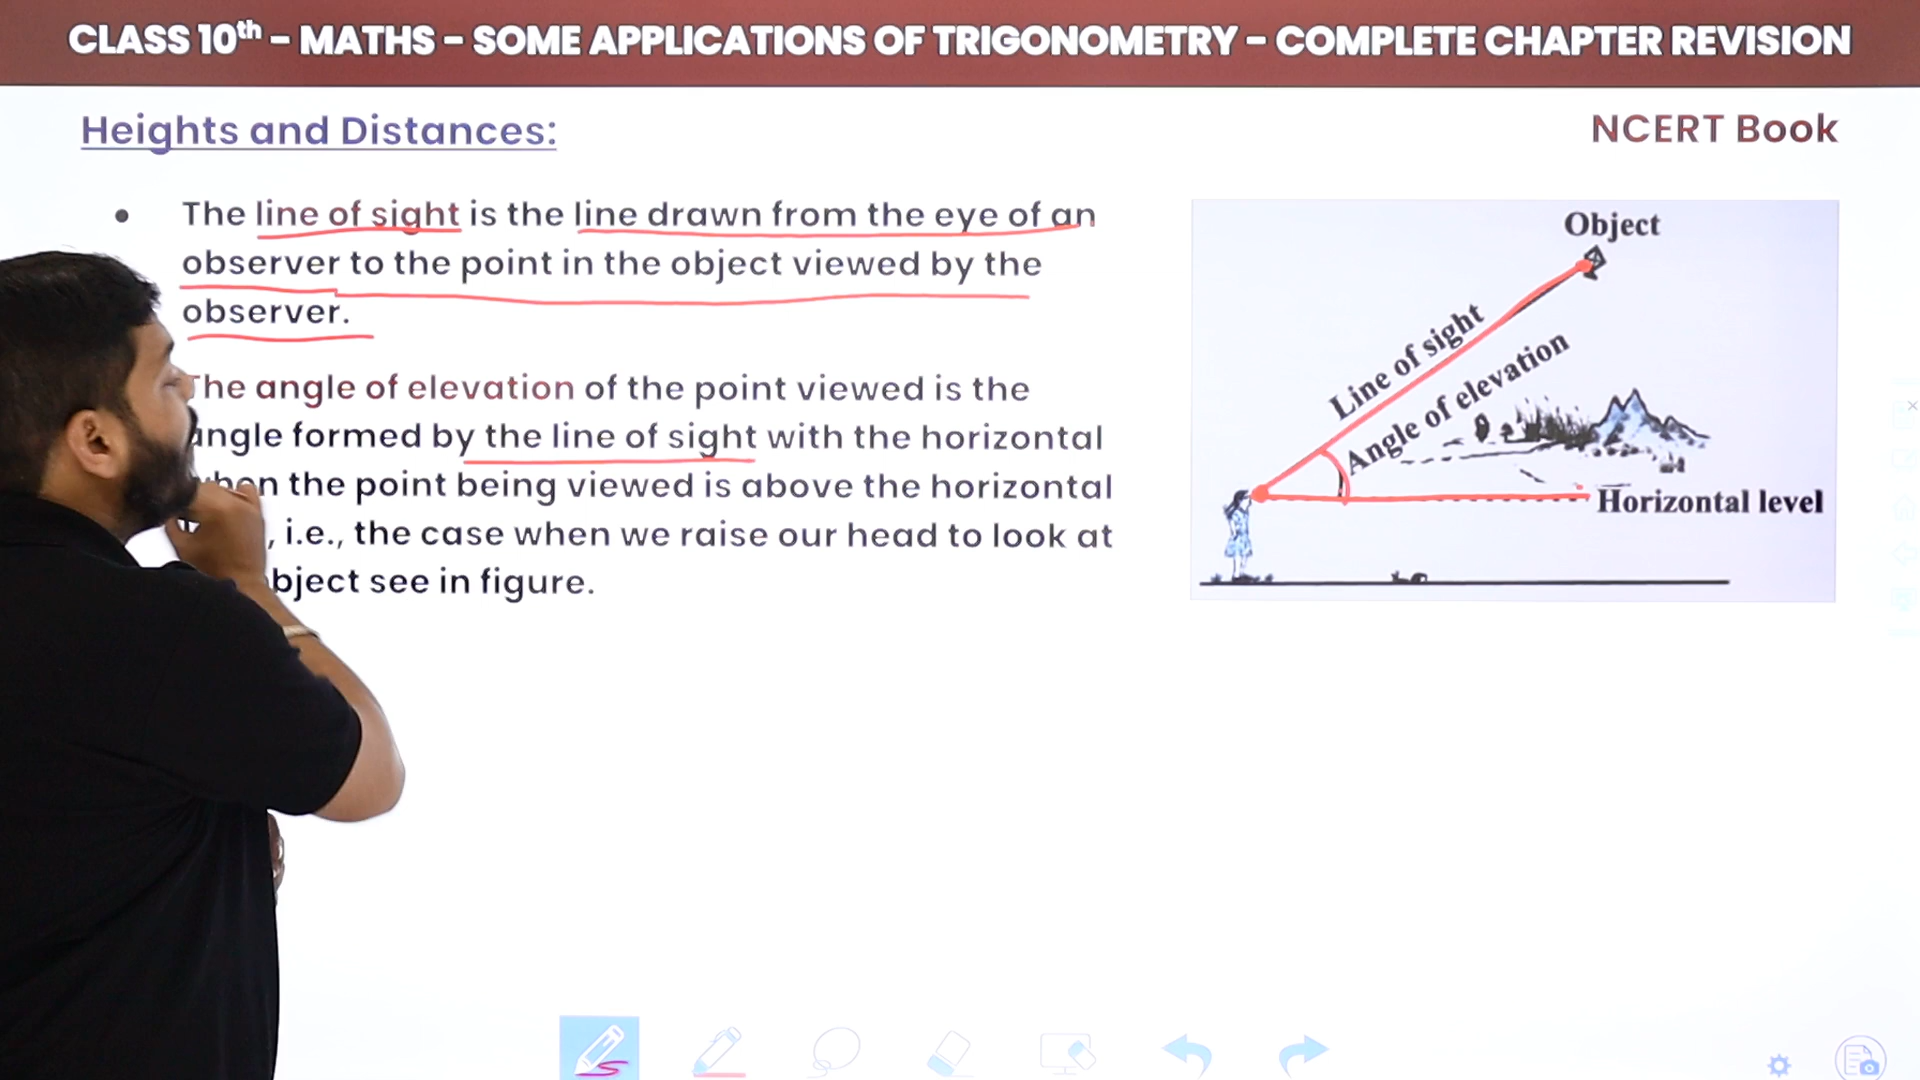 CLASS 10th - MATHS - SOME APPLICATIONS OF TRIGONOMETRY - COMPLETE CHAPTER REVISION
Heights and Distances:
NCERT Book
• The line of sight is the line drawn from the eye of an
observer to the point in the object viewed by the
observer.
The angle of elevation of the point viewed is the
angle formed by the line of sight with the horizontal
when the point being viewed is above the horizontal
, i.e., the case when we raise our head to look at
object see in figure.
Object
Line of sight
Angle of elevation
Horizontal level